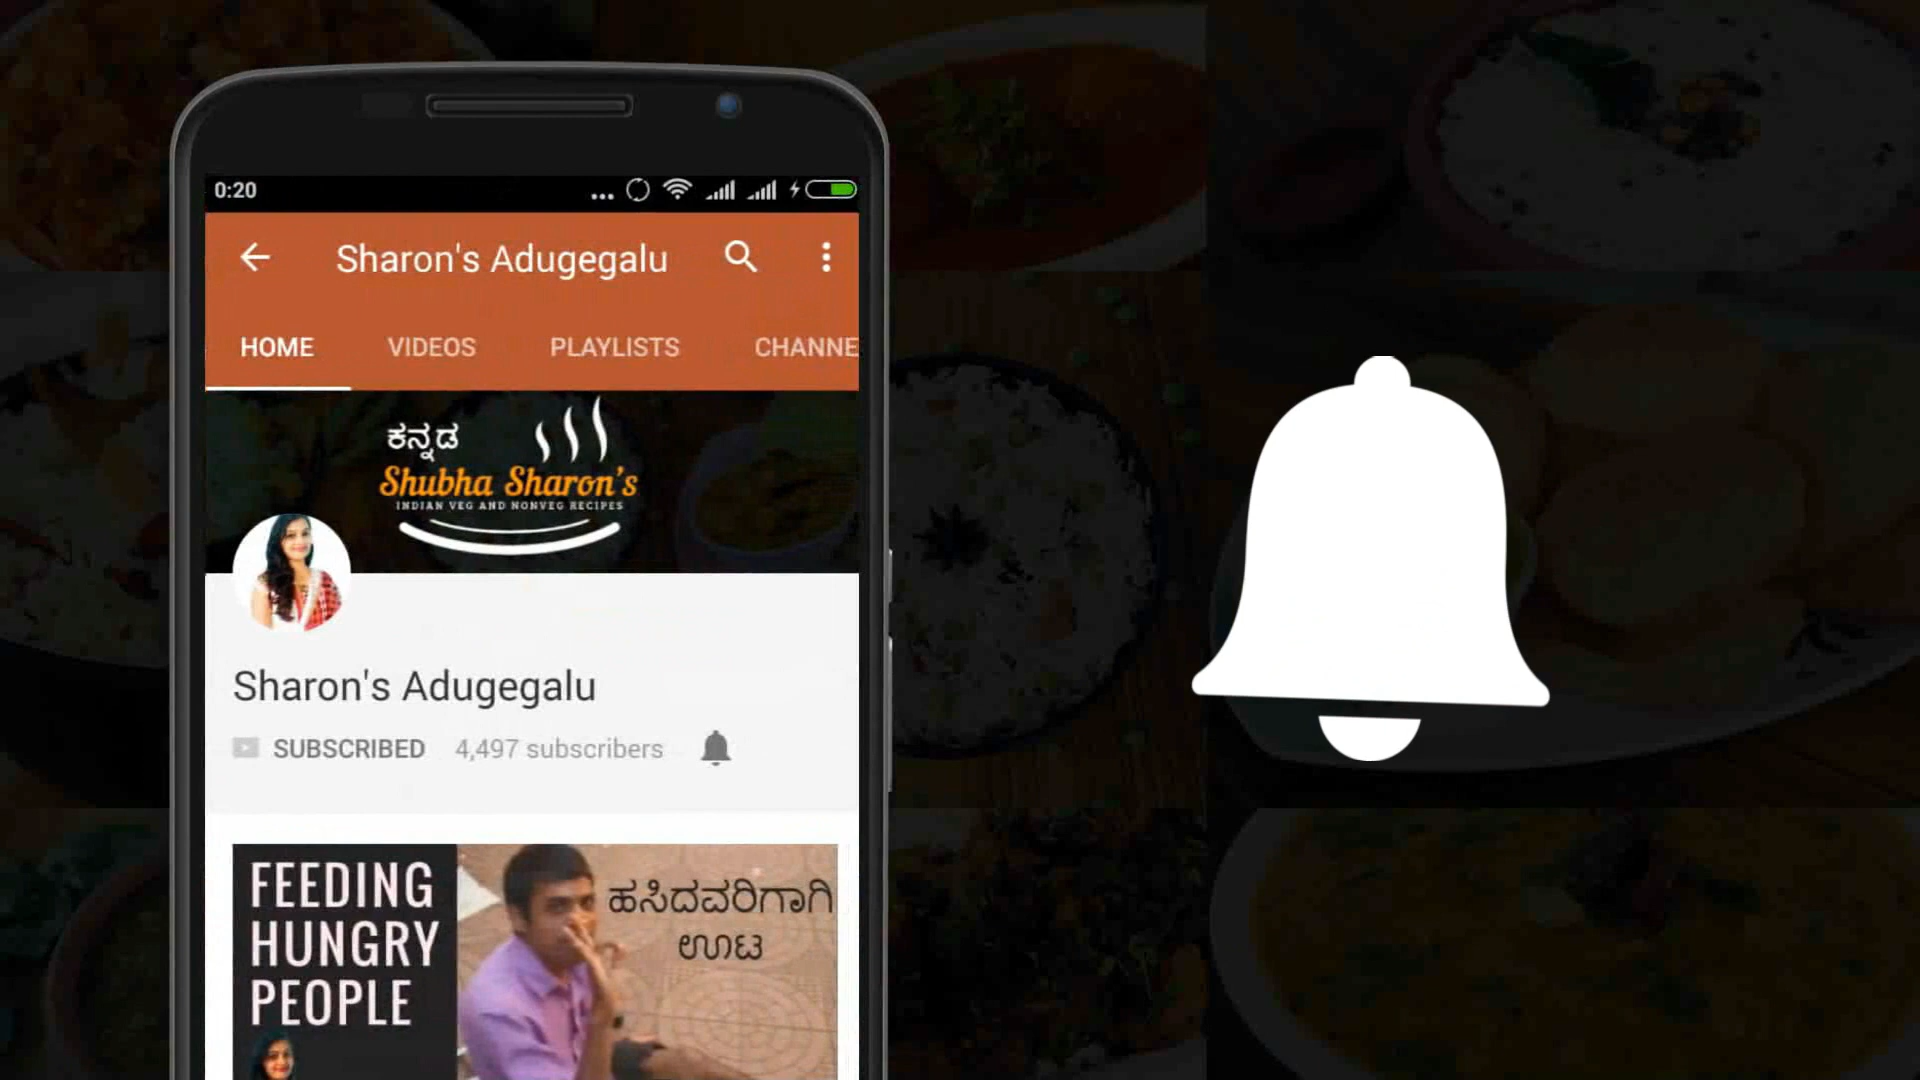 0:20
Sharon's Adugegalu
HOME VIDEOS PLAYLISTS CHANNE
ಕನ್ನಡ
Shubha Sharon's
INDIAN VEG AND NONVEG RECIPES
Sharon's Adugegalu
SUBSCRIBED 4,497 subscribers
FEEDING
HUNGRY
PEOPLE
ಹಸಿದವರಿಗಾಗಿ
ಊಟ